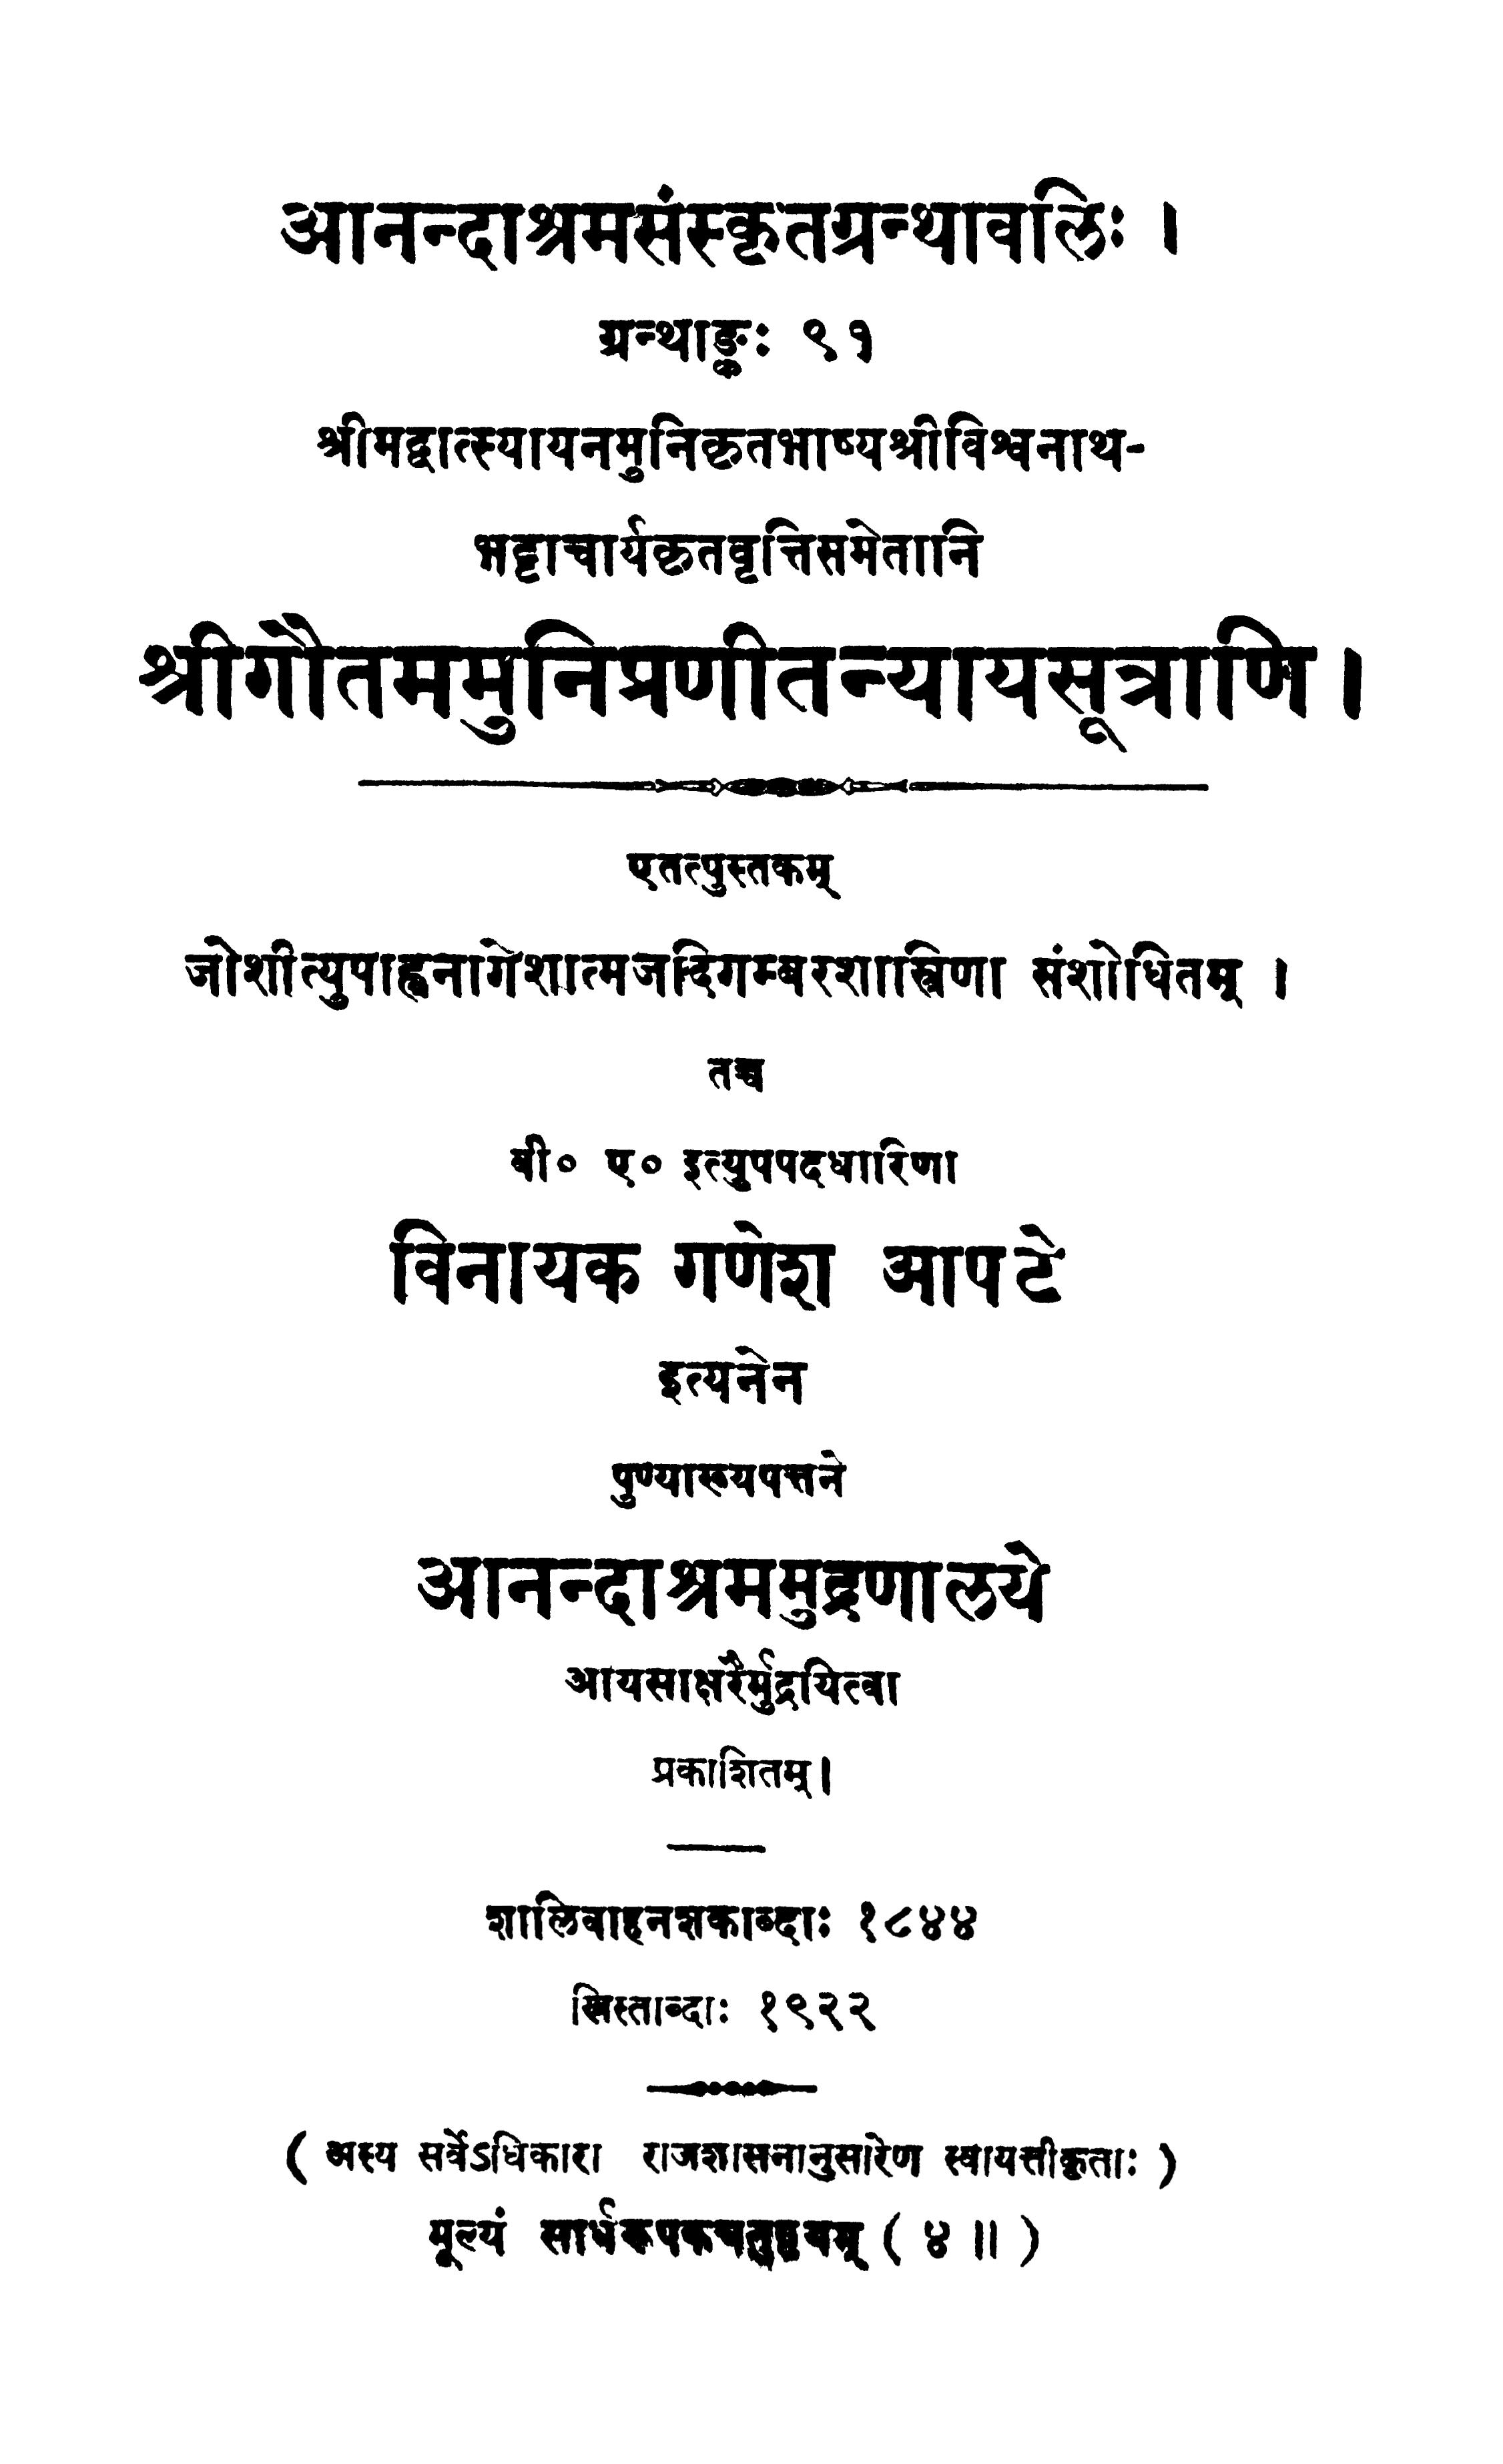 आनन्दाश्रमसंस्कृतग्रन्थावलिः ।
ग्रन्थाङ्कः ९१
श्रीमद्वात्स्यायनमुनिकृतभाष्यश्रीविश्वनाथ-
भट्टाचार्यकृतवृत्तिसमेतानि
श्रीगौतममुनिप्रणीतन्यायसूत्राणि ।
एतत्पुस्तकम्
जोशीत्युपाह्वनागेशात्मजदिगम्बरशास्त्रिणा संशोधितम् ।
तच्च
बी० ए० इत्युपपदधारिणा
विनायक गणेश आपटे
इत्यनेन
पुण्याख्यपत्तने
आनन्दाश्रममुद्रणालये
आयसाक्षरैर्मुद्रयित्वा
प्रकाशितम् ।
शालिवाहनशकाब्दाः १८४४
ख्रिस्ताब्दाः १९२२
( अस्य सर्वेऽधिकारा राजशासनानुसारेण स्वायत्तीकृताः )
मूल्यं सार्धरूपकचतुष्टयम् ( ४ ॥ )